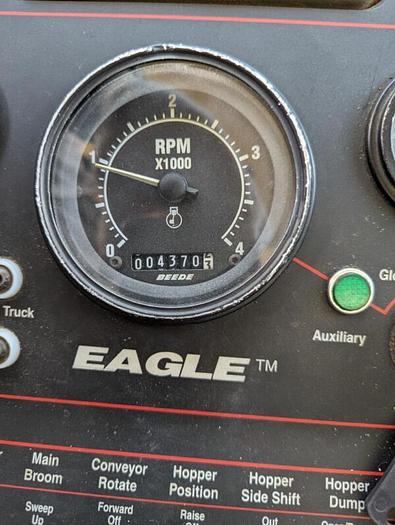 2
RPM
X1000
1
3
0
4
004370
BEEDE
Glo
Truck
Auxiliary
EAGLE™
Main Broom
Conveyor Rotate
Hopper Position
Hopper Side Shift
Hopper Dump
Sweep Up
Forward Off
Raise
Out